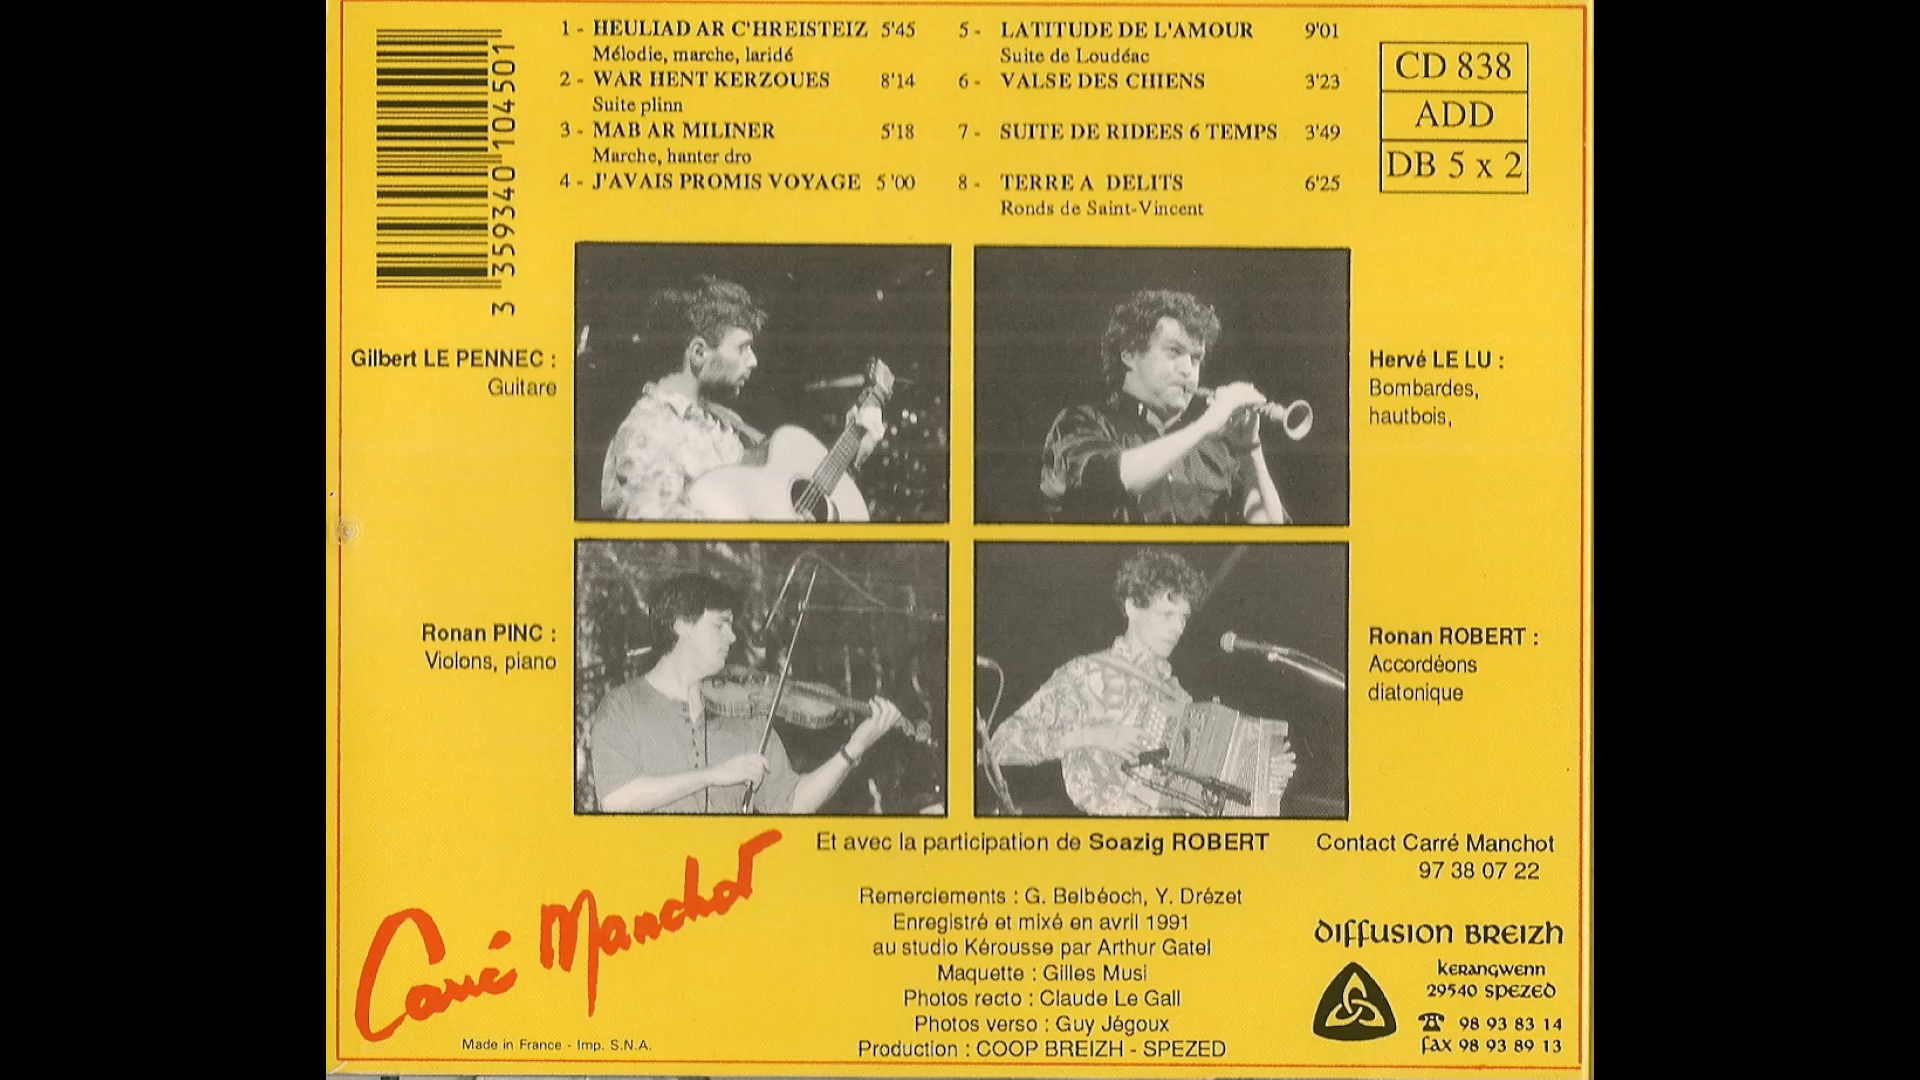 1 - HEULIAD AR C'HREISTEIZ 5'45
Mélodie, marche, laridé
2 - WAR HENT KERZOUES 8'14
Suite plinn
3 - MAB AR MILINER 5'18
Marche, hanter dro
4 - J'AVAIS PROMIS VOYAGE 5'00
5 - LATITUDE DE L'AMOUR 9'01
Suite de Loudéac
6 - VALSE DES CHIENS 3'23
7 - SUITE DE RIDEES 6 TEMPS 3'49
8 - TERRE A DELITS 6'25
Ronds de Saint-Vincent
CD 838
ADD
DB 5 x 2
3 359340 104501
Gilbert LE PENNEC :
Guitare
Hervé LE LU :
Bombardes,
hautbois,
Ronan PINC :
Violons, piano
Ronan ROBERT :
Accordéons
diatonique
Et avec la participation de Soazig ROBERT
Contact Carré Manchot
97 38 07 22
Carré Manchot
Remerciements : G. Belbéoch, Y. Drézet
Enregistré et mixé en avril 1991
au studio Kérousse par Arthur Gatel
Maquette : Gilles Musi
Photos recto : Claude Le Gall
Photos verso : Guy Jégoux
Production : COOP BREIZH - SPEZED
Made in France - Imp. S.N.A.
Diffusion BREIZH
KERANGWENN
29540 SPEZED
☎ 98 93 83 14
fax 98 93 89 13